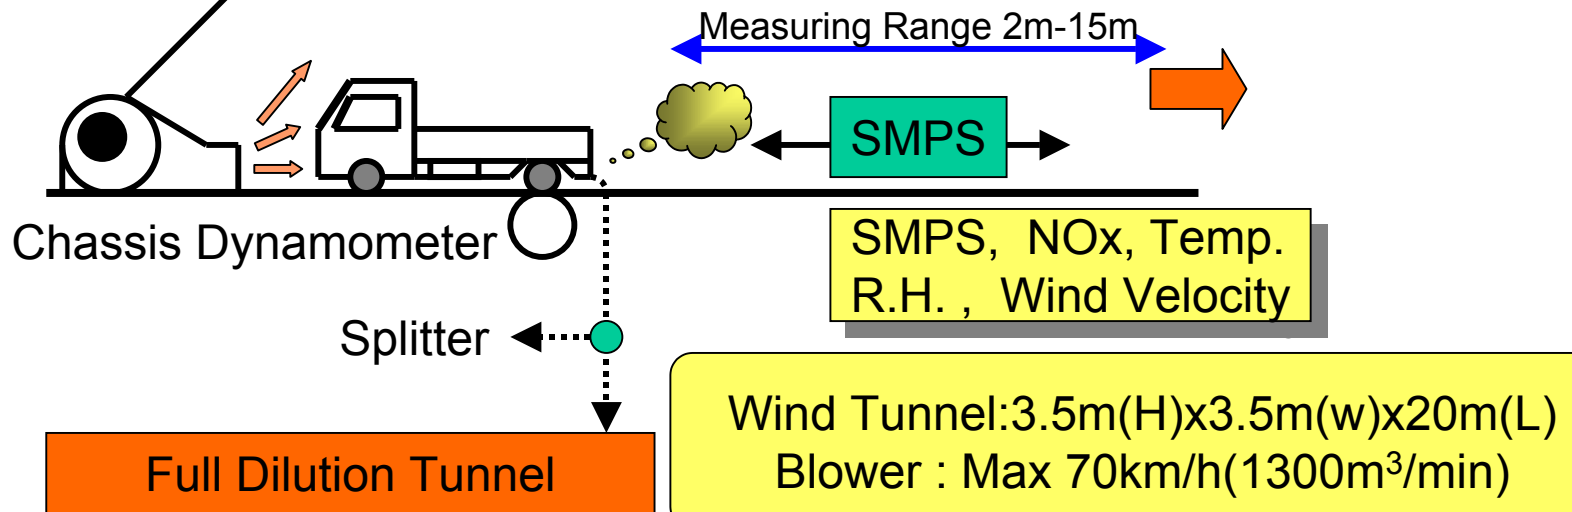 Measuring Range 2m-15m
SMPS
Chassis Dynamometer
SMPS, NOx, Temp.
R.H. , Wind Velocity
Splitter
Wind Tunnel:3.5m(H)x3.5m(w)x20m(L)
Blower : Max 70km/h(1300m³/min)
Full Dilution Tunnel